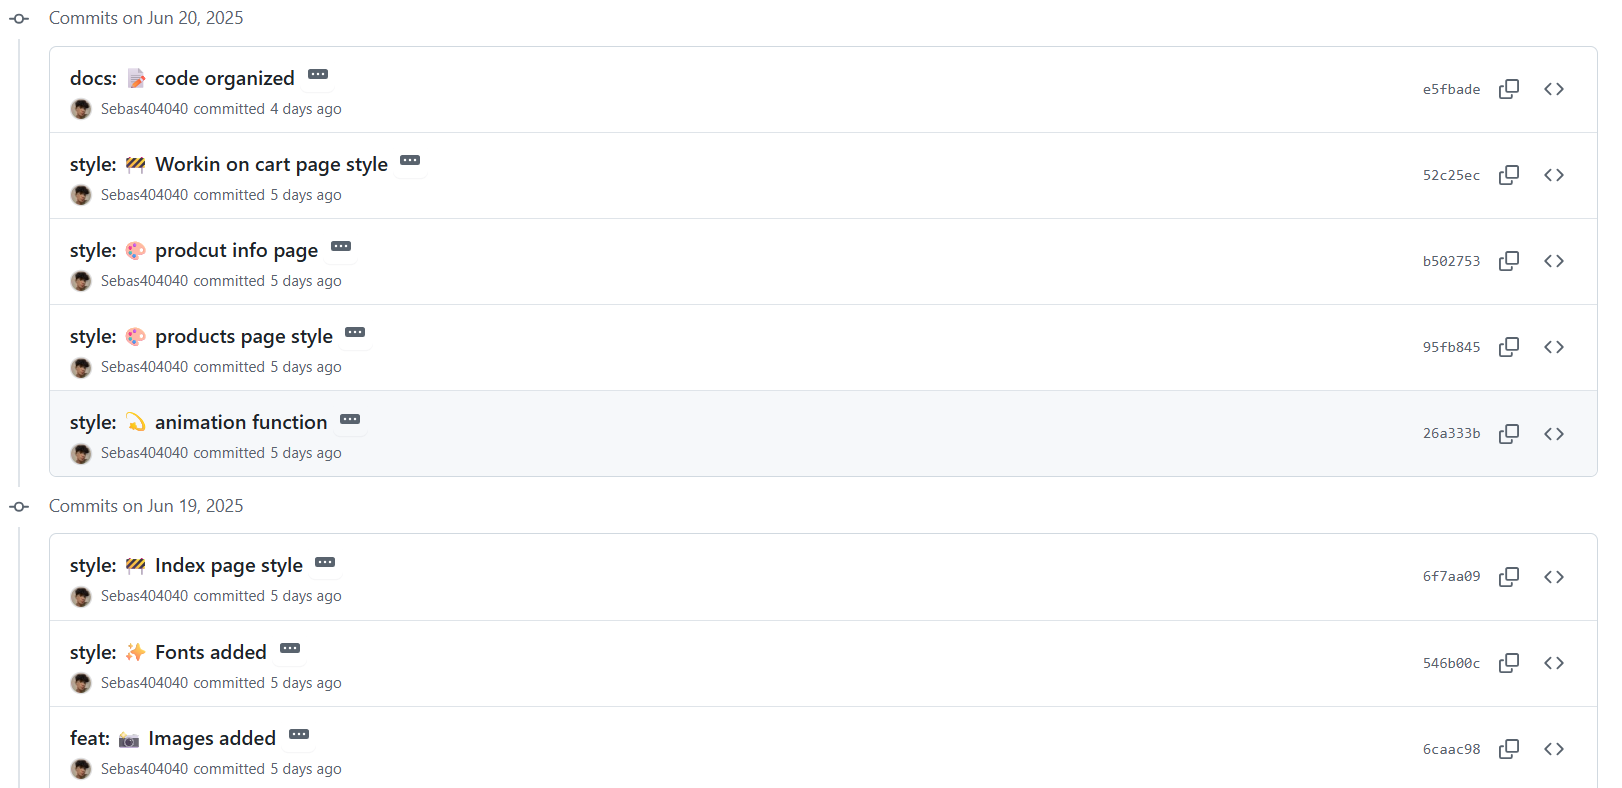 Commits on Jun 20, 2025
docs: 📝 code organized
Sebas404040 committed 4 days ago
e5fbade
style: 🚧 Workin on cart page style
Sebas404040 committed 5 days ago
52c25ec
style: 🎨 prodcut info page
Sebas404040 committed 5 days ago
b502753
style: 🎨 products page style
Sebas404040 committed 5 days ago
95fb845
style: 💫 animation function
Sebas404040 committed 5 days ago
26a333b
Commits on Jun 19, 2025
style: 🚧 Index page style
Sebas404040 committed 5 days ago
6f7aa09
style: ✨ Fonts added
Sebas404040 committed 5 days ago
546b00c
feat: 📸 Images added
Sebas404040 committed 5 days ago
6caac98